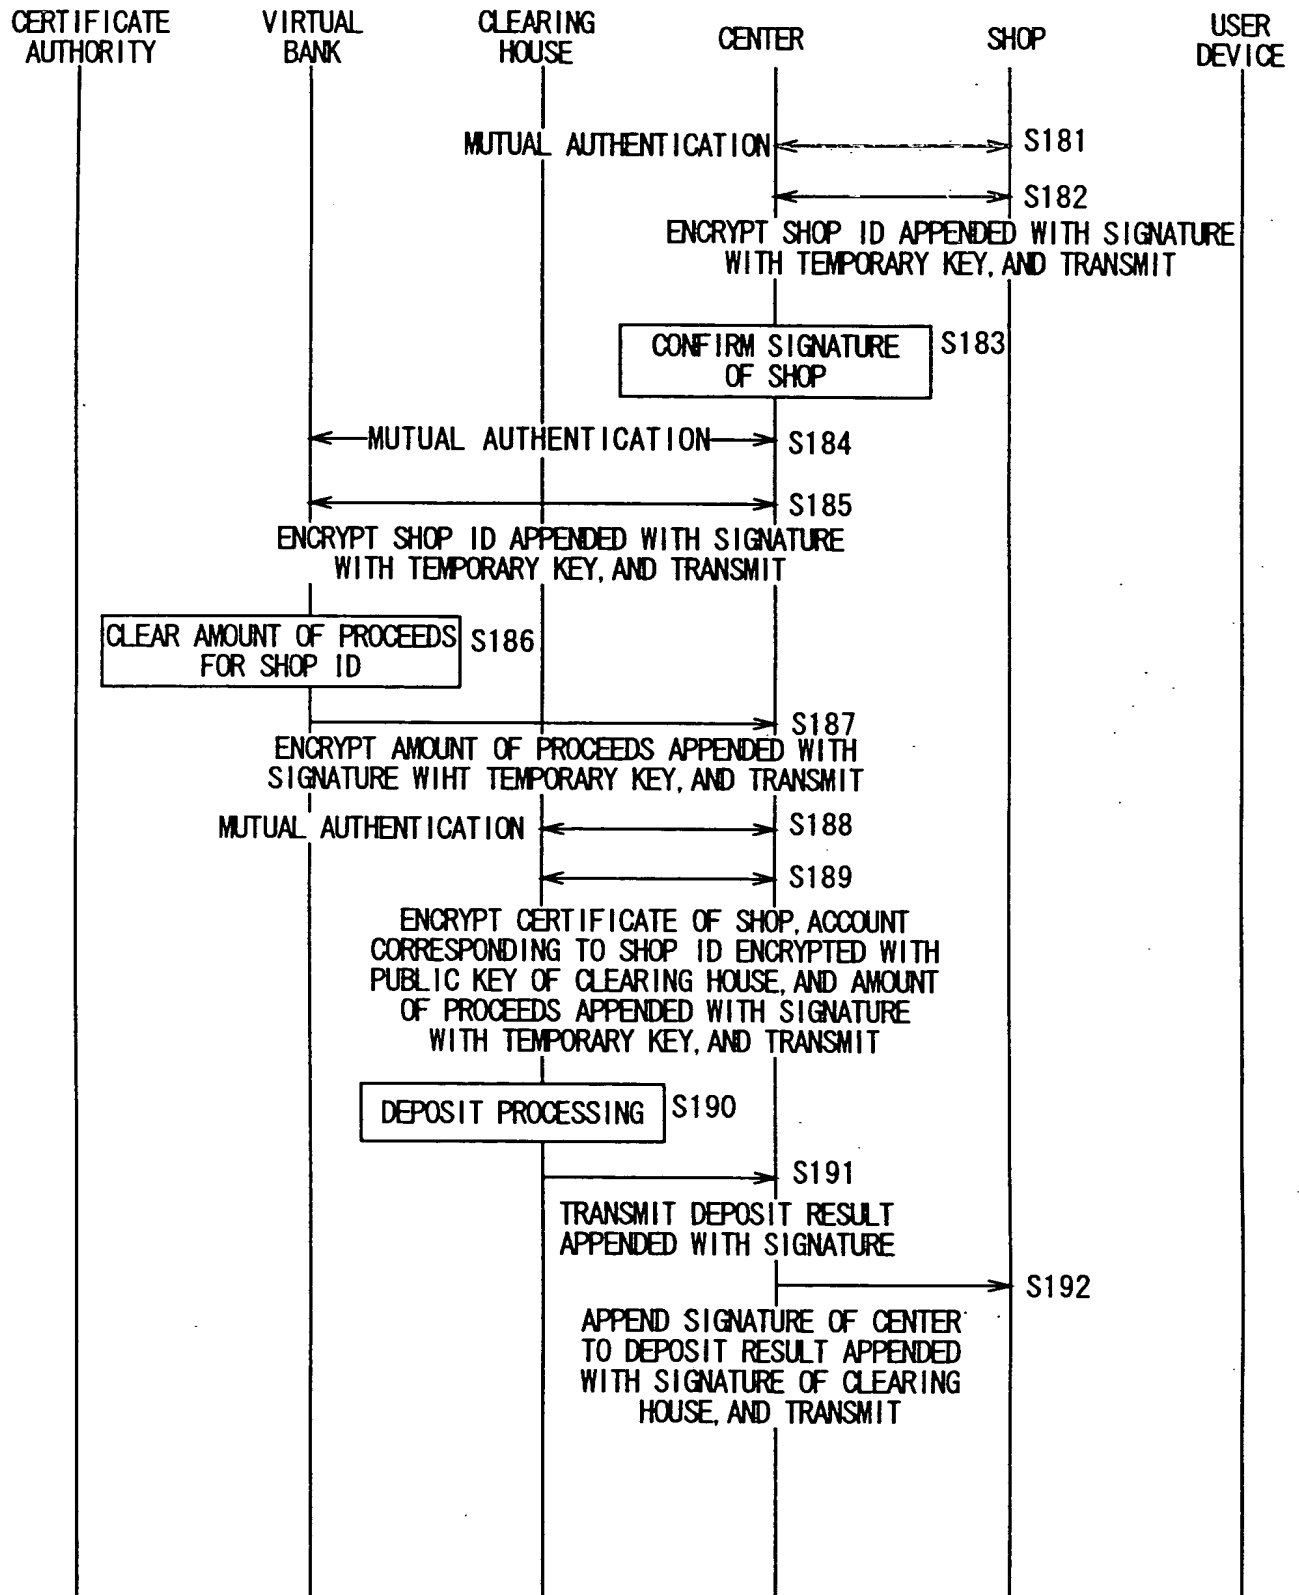 CERTIFICATE
AUTHORITY
VIRTUAL
BANK
CLEARING
HOUSE
CENTER
SHOP
USER
DEVICE
MUTUAL AUTHENTICATION
S181
S182
ENCRYPT SHOP ID APPENDED WITH SIGNATURE
WITH TEMPORARY KEY, AND TRANSMIT
CONFIRM SIGNATURE
OF SHOP
S183
MUTUAL AUTHENTICATION
S184
S185
ENCRYPT SHOP ID APPENDED WITH SIGNATURE
WITH TEMPORARY KEY, AND TRANSMIT
CLEAR AMOUNT OF PROCEEDS
FOR SHOP ID
S186
S187
ENCRYPT AMOUNT OF PROCEEDS APPENDED WITH
SIGNATURE WIHT TEMPORARY KEY, AND TRANSMIT
MUTUAL AUTHENTICATION
S188
S189
ENCRYPT CERTIFICATE OF SHOP, ACCOUNT
CORRESPONDING TO SHOP ID ENCRYPTED WITH
PUBLIC KEY OF CLEARING HOUSE, AND AMOUNT
OF PROCEEDS APPENDED WITH SIGNATURE
WITH TEMPORARY KEY, AND TRANSMIT
DEPOSIT PROCESSING
S190
S191
TRANSMIT DEPOSIT RESULT
APPENDED WITH SIGNATURE
S192
APPEND SIGNATURE OF CENTER
TO DEPOSIT RESULT APPENDED
WITH SIGNATURE OF CLEARING
HOUSE, AND TRANSMIT